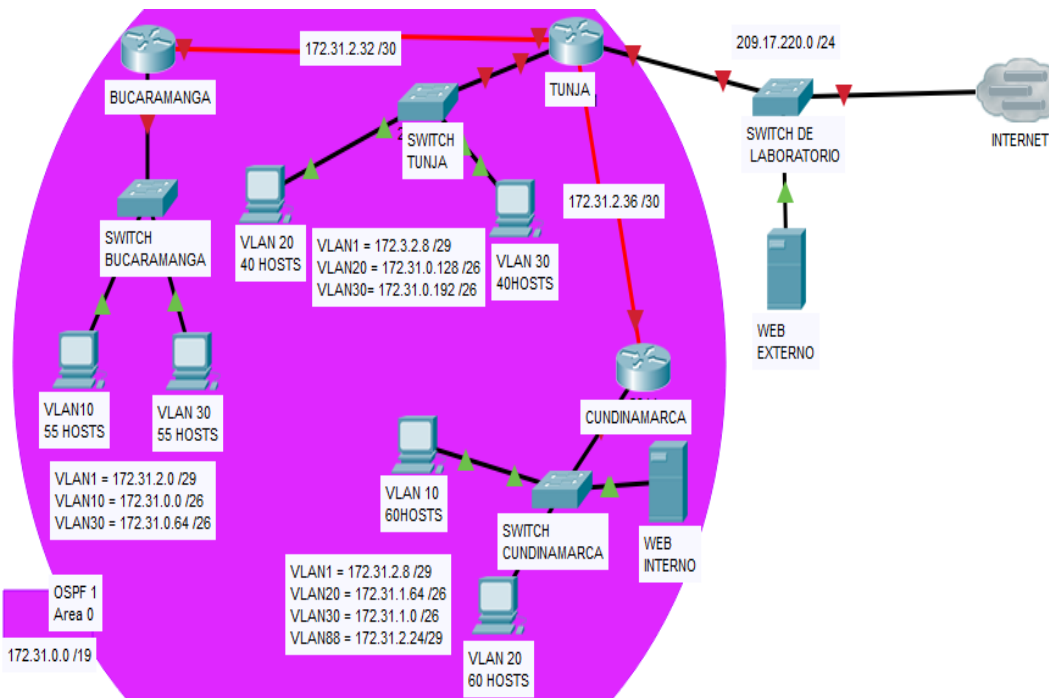 172.31.2.32 /30
209.17.220.0 /24
BUCARAMANGA
TUNJA
SWITCH
TUNJA
SWITCH DE
LABORATORIO
INTERNET
172.31.2.36 /30
SWITCH
BUCARAMANGA
VLAN 20
40 HOSTS
VLAN1 = 172.3.2.8 /29
VLAN20 = 172.31.0.128 /26
VLAN30= 172.31.0.192 /26
VLAN 30
40HOSTS
WEB
EXTERNO
VLAN10
55 HOSTS
VLAN 30
55 HOSTS
CUNDINAMARCA
VLAN1 = 172.31.2.0 /29
VLAN10 = 172.31.0.0 /26
VLAN30 = 172.31.0.64 /26
VLAN 10
60HOSTS
SWITCH
CUNDINAMARCA
WEB
INTERNO
VLAN1 = 172.31.2.8 /29
VLAN20 = 172.31.1.64 /26
VLAN30 = 172.31.1.0 /26
VLAN88 = 172.31.2.24/29
OSPF 1
Area 0
172.31.0.0 /19
VLAN 20
60 HOSTS